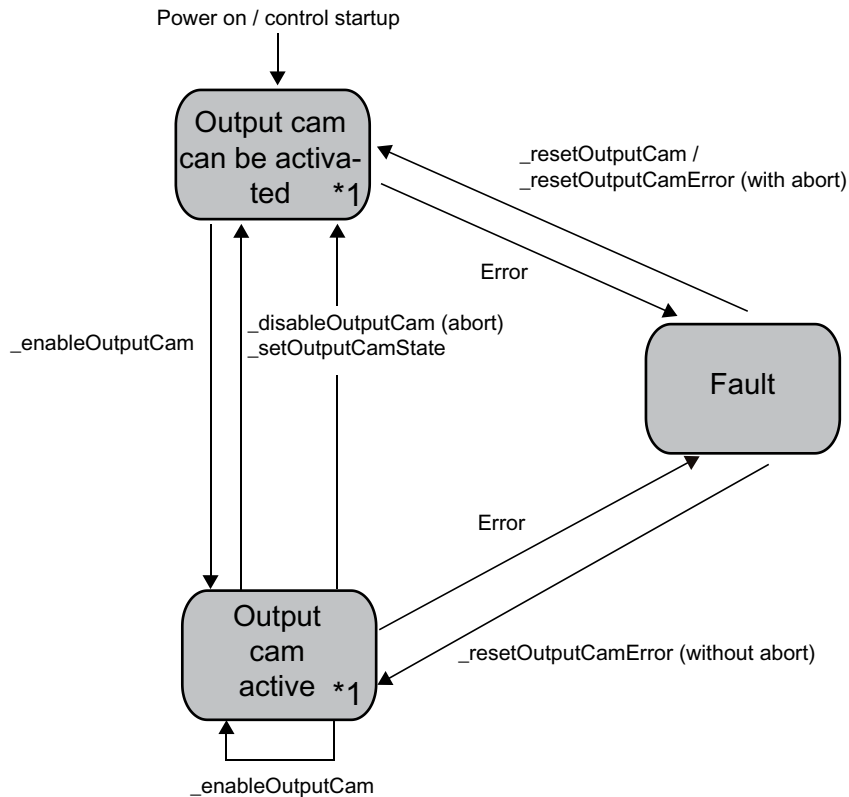 Power on / control startup
Output cam
can be activa-
ted *1
_resetOutputCam /
_resetOutputCamError (with abort)
Error
_enableOutputCam
_disableOutputCam (abort)
_setOutputCamState
Fault
Error
Output
cam
active *1
_resetOutputCamError (without abort)
_enableOutputCam